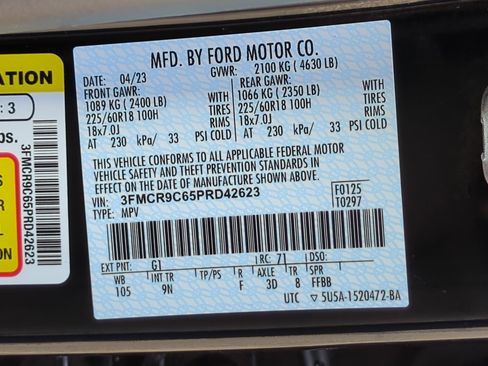 MFD. BY FORD MOTOR CO.
DATE: 04/23 GVWR: 2100 KG ( 4630 LB)
FRONT GAWR: REAR GAWR:
1089 KG ( 2400 LB) WITH 1066 KG ( 2350 LB) WITH
225/60R18 100H TIRES 225/60R18 100H TIRES
18x7.0J RIMS 18x7.0J RIMS
AT 230 kPa/ 33 PSI COLD AT 230 kPa/ 33 PSI COLD
THIS VEHICLE CONFORMS TO ALL APPLICABLE FEDERAL MOTOR
VEHICLE SAFETY AND THEFT PREVENTION STANDARDS IN
EFFECT ON THE DATE OF MANUFACTURE SHOWN ABOVE.
VIN: 3FMCR9C65PRD42623 F0125
TYPE: MPV T0297
EXT PNT: G1 RC: 71 DSO:
WB INT TR TP/PS R AXLE TR SPR
105 9N F 3D 8 FFBB
UTC 5U5A-1520472-BA
ATION
: 3
bs.
3FMCR9C65PRD42623